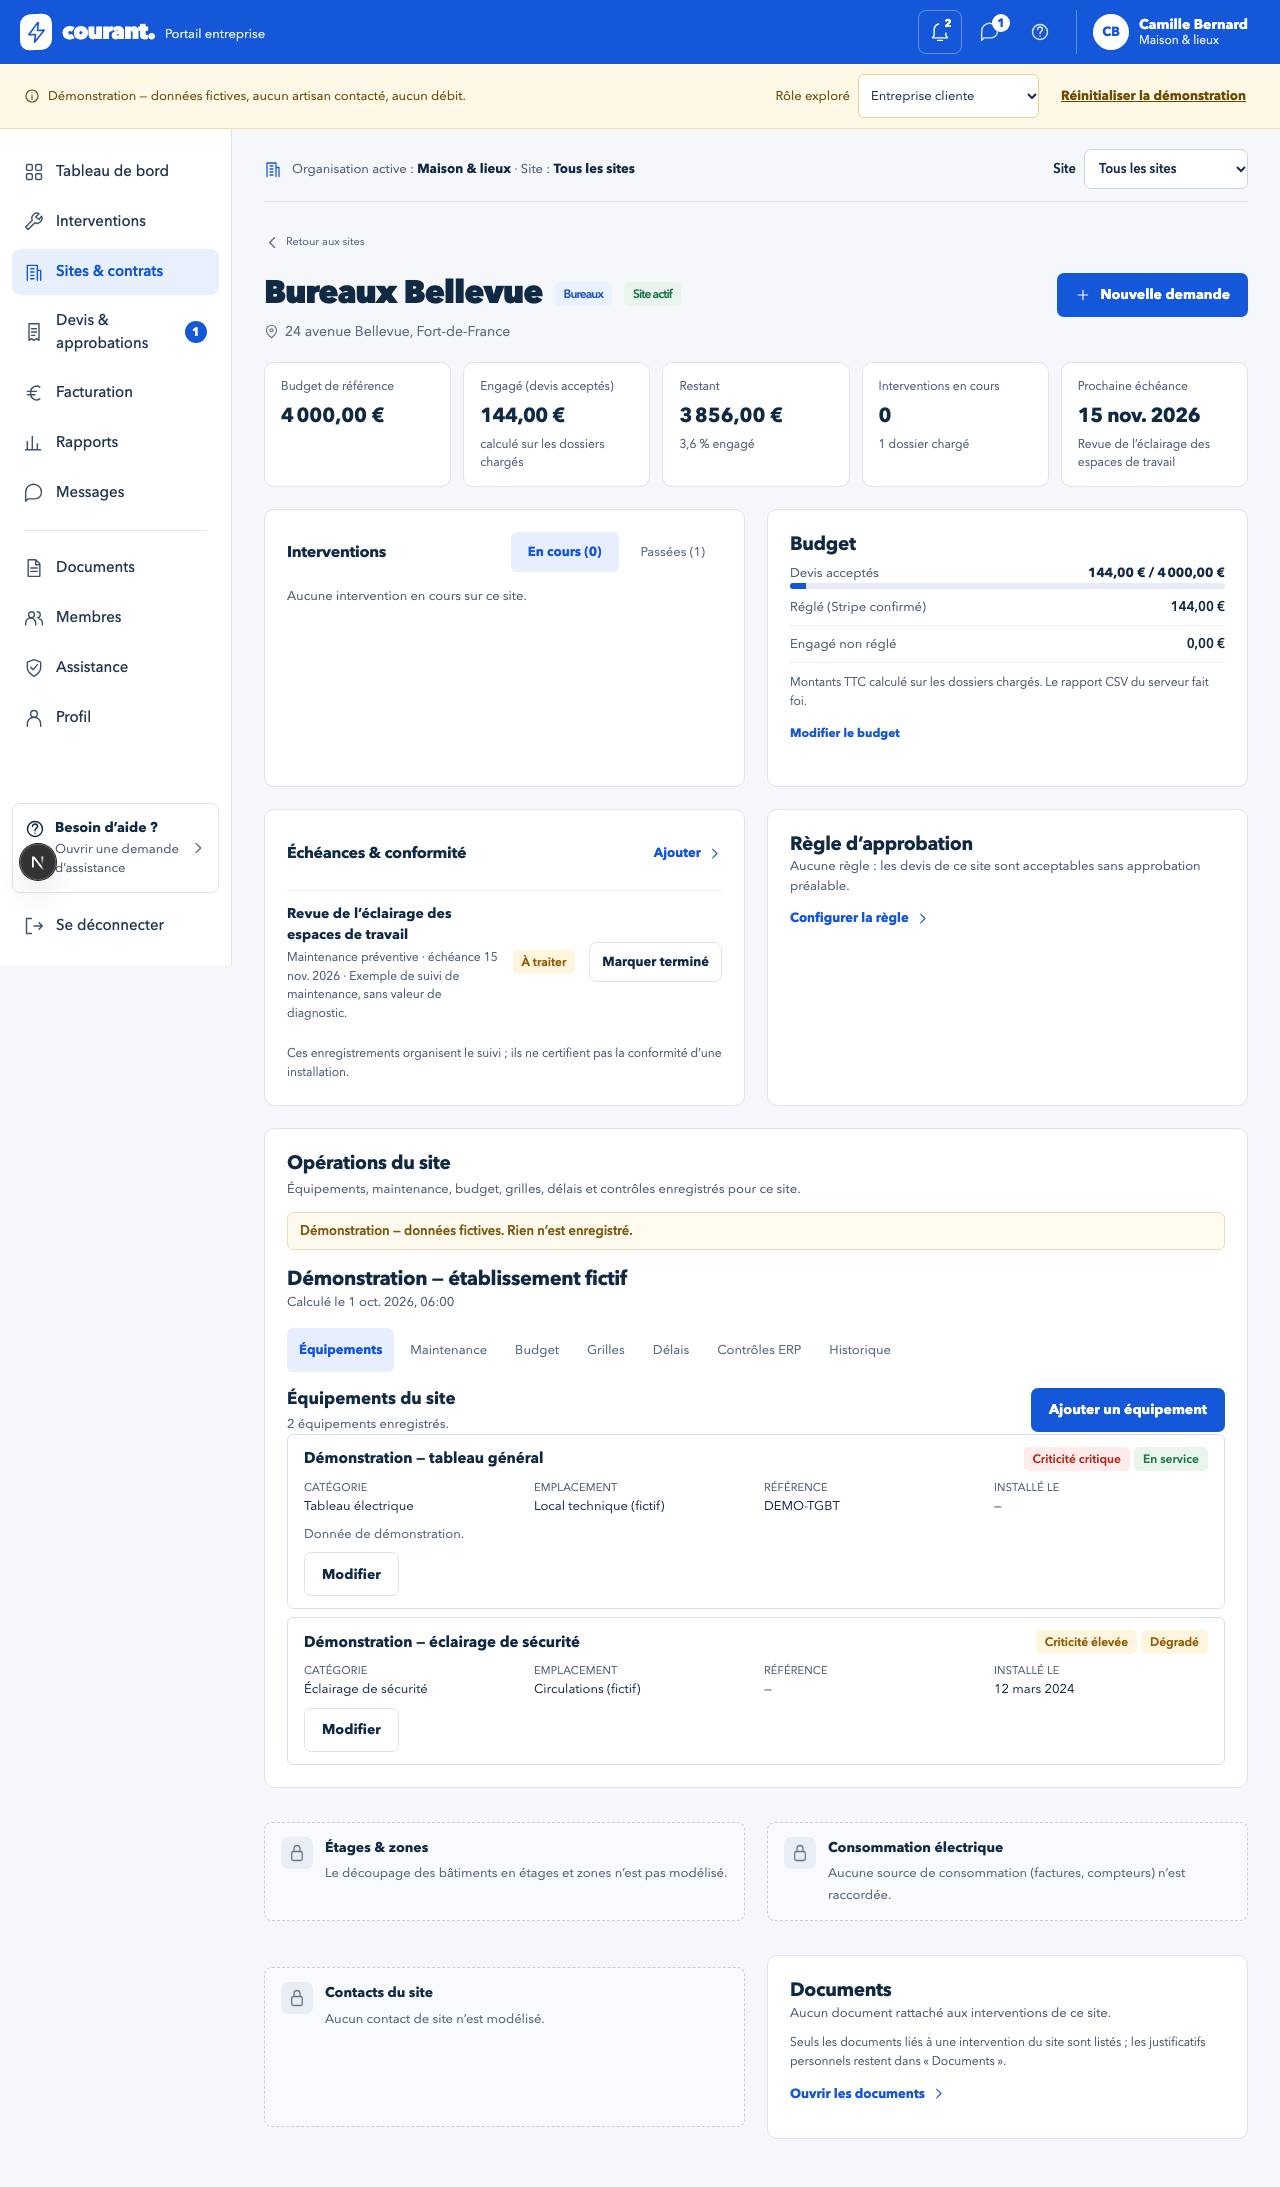 courant. Portail entreprise
2
1
CB
Camille Bernard
Maison & lieux
Démonstration – données fictives, aucun artisan contacté, aucun débit.
Rôle exploré
Entreprise cliente
Réinitialiser la démonstration
Tableau de bord
Interventions
Sites & contrats
Devis &
approbations
1
Facturation
Rapports
Messages
Documents
Membres
Assistance
Profil
Besoin d’aide ?
Ouvrir une demande
d’assistance
N
Se déconnecter
Organisation active : Maison & lieux · Site : Tous les sites
Site
Tous les sites
Retour aux sites
Bureaux Bellevue
Bureaux
Site actif
Nouvelle demande
24 avenue Bellevue, Fort-de-France
Budget de référence
4 000,00 €
Engagé (devis acceptés)
144,00 €
calculé sur les dossiers
chargés
Restant
3 856,00 €
3,6 % engagé
Interventions en cours
0
1 dossier chargé
Prochaine échéance
15 nov. 2026
Revue de l’éclairage des
espaces de travail
Interventions
En cours (0)
Passées (1)
Aucune intervention en cours sur ce site.
Budget
Devis acceptés
144,00 € / 4 000,00 €
Réglé (Stripe confirmé)
144,00 €
Engagé non réglé
0,00 €
Montants TTC calculé sur les dossiers chargés. Le rapport CSV du serveur fait
foi.
Modifier le budget
Échéances & conformité
Ajouter
Revue de l’éclairage des
espaces de travail
Maintenance préventive · échéance 15
nov. 2026 · Exemple de suivi de
maintenance, sans valeur de
diagnostic.
À traiter
Marquer terminé
Ces enregistrements organisent le suivi ; ils ne certifient pas la conformité d’une
installation.
Règle d’approbation
Aucune règle : les devis de ce site sont acceptables sans approbation
préalable.
Configurer la règle
Opérations du site
Équipements, maintenance, budget, grilles, délais et contrôles enregistrés pour ce site.
Démonstration – données fictives. Rien n’est enregistré.
Démonstration – établissement fictif
Calculé le 1 oct. 2026, 06:00
Équipements
Maintenance
Budget
Grilles
Délais
Contrôles ERP
Historique
Équipements du site
2 équipements enregistrés.
Ajouter un équipement
Démonstration – tableau général
Criticité critique
En service
CATÉGORIE
EMPLACEMENT
RÉFÉRENCE
INSTALLÉ LE
Tableau électrique
Local technique (fictif)
DEMO-TGBT
–
Donnée de démonstration.
Modifier
Démonstration – éclairage de sécurité
Criticité élevée
Dégradé
CATÉGORIE
EMPLACEMENT
RÉFÉRENCE
INSTALLÉ LE
Éclairage de sécurité
Circulations (fictif)
–
12 mars 2024
Modifier
Étages & zones
Le découpage des bâtiments en étages et zones n’est pas modélisé.
Consommation électrique
Aucune source de consommation (factures, compteurs) n’est
raccordée.
Contacts du site
Aucun contact de site n’est modélisé.
Documents
Aucun document rattaché aux interventions de ce site.
Seuls les documents liés à une intervention du site sont listés ; les justificatifs
personnels restent dans « Documents ».
Ouvrir les documents